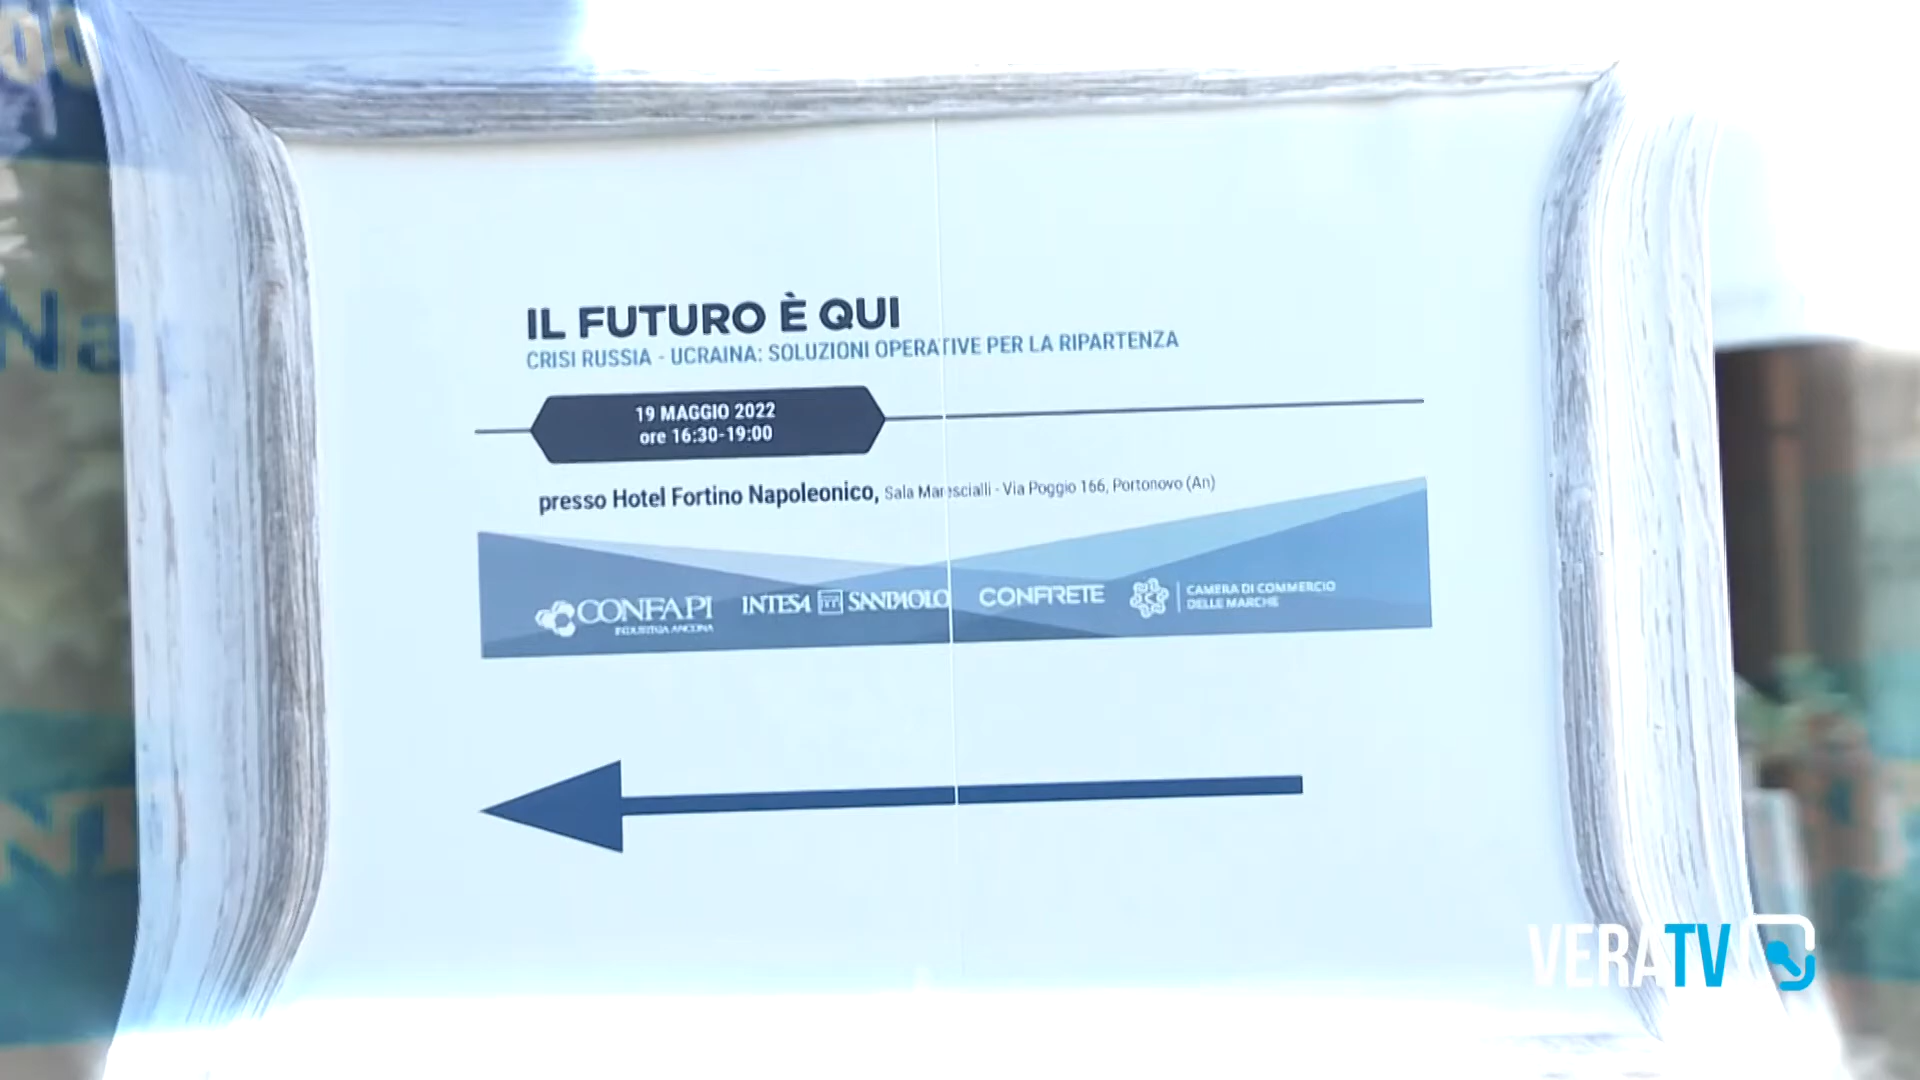 IL FUTURO È QUI
CRISI RUSSIA - UCRAINA: SOLUZIONI OPERATIVE PER LA RIPARTENZA
19 MAGGIO 2022
ore 16:30-19:00
presso Hotel Fortino Napoleonico, Sala Marescialli - Via Poggio 166, Portonovo (An)
CONFAPI
INDUSTRIA ANCONA
INTESA SANPAOLO
CONFIRETE
CAMERA DI COMMERCIO
DELLE MARCHE
VERATV